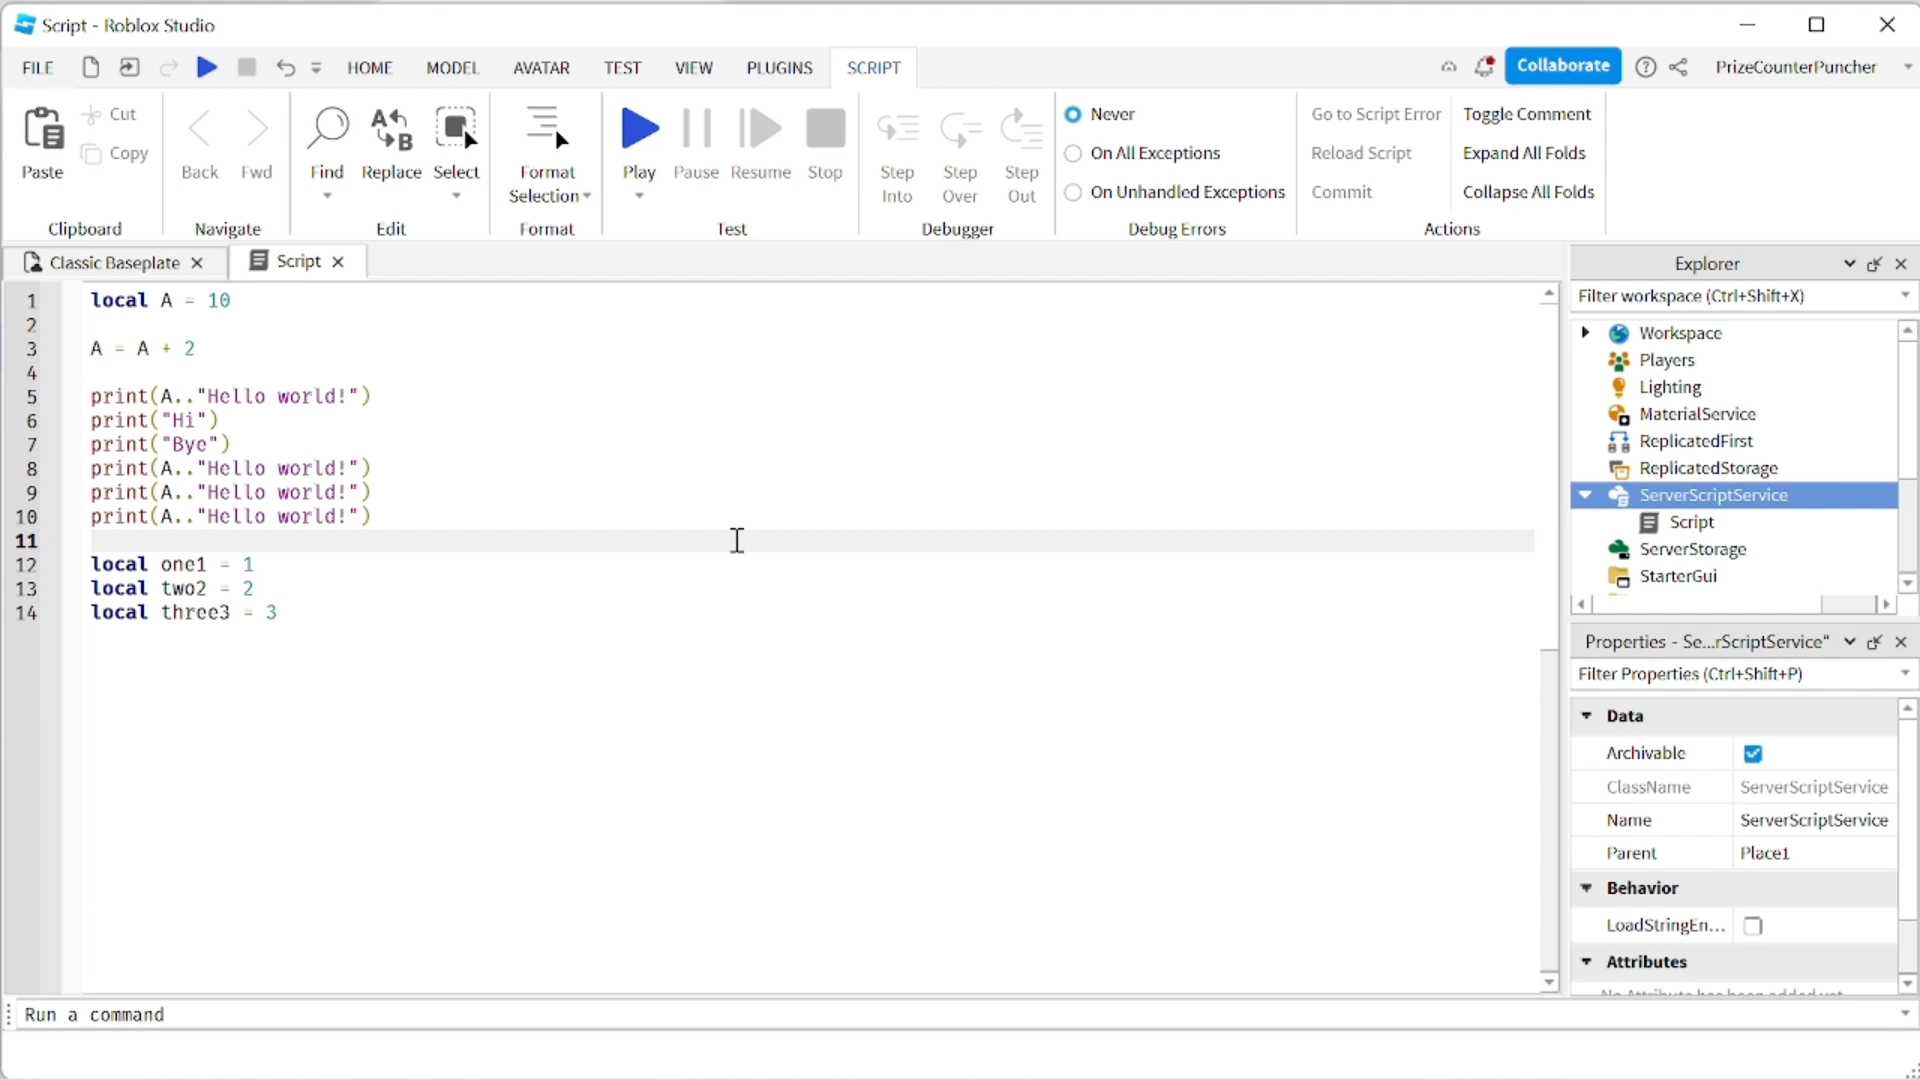 Script - Roblox Studio
FILE HOME MODEL AVATAR TEST VIEW PLUGINS SCRIPT Collaborate PrizeCounterPuncher
Paste Cut Copy
Clipboard
Back Fwd
Navigate
Find Replace Select
Edit
Format Selection
Format
Play Pause Resume Stop
Test
Step Into Step Over Step Out
Debugger
Never
On All Exceptions
On Unhandled Exceptions
Debug Errors
Go to Script Error Toggle Comment
Reload Script Expand All Folds
Commit Collapse All Folds
Actions
Classic Baseplate Script
1 local A = 10
2
3 A = A + 2
4
5 print(A.."Hello world!")
6 print("Hi")
7 print("Bye")
8 print(A.."Hello world!")
9 print(A.."Hello world!")
10 print(A.."Hello world!")
11
12 local one1 = 1
13 local two2 = 2
14 local three3 = 3
Explorer
Filter workspace (Ctrl+Shift+X)
Workspace
Players
Lighting
MaterialService
ReplicatedFirst
ReplicatedStorage
ServerScriptService
Script
ServerStorage
StarterGui
Properties - Se...rScriptService"
Filter Properties (Ctrl+Shift+P)
Data
Archivable
ClassName ServerScriptService
Name ServerScriptService
Parent Place1
Behavior
LoadStringEn...
Attributes
Run a command